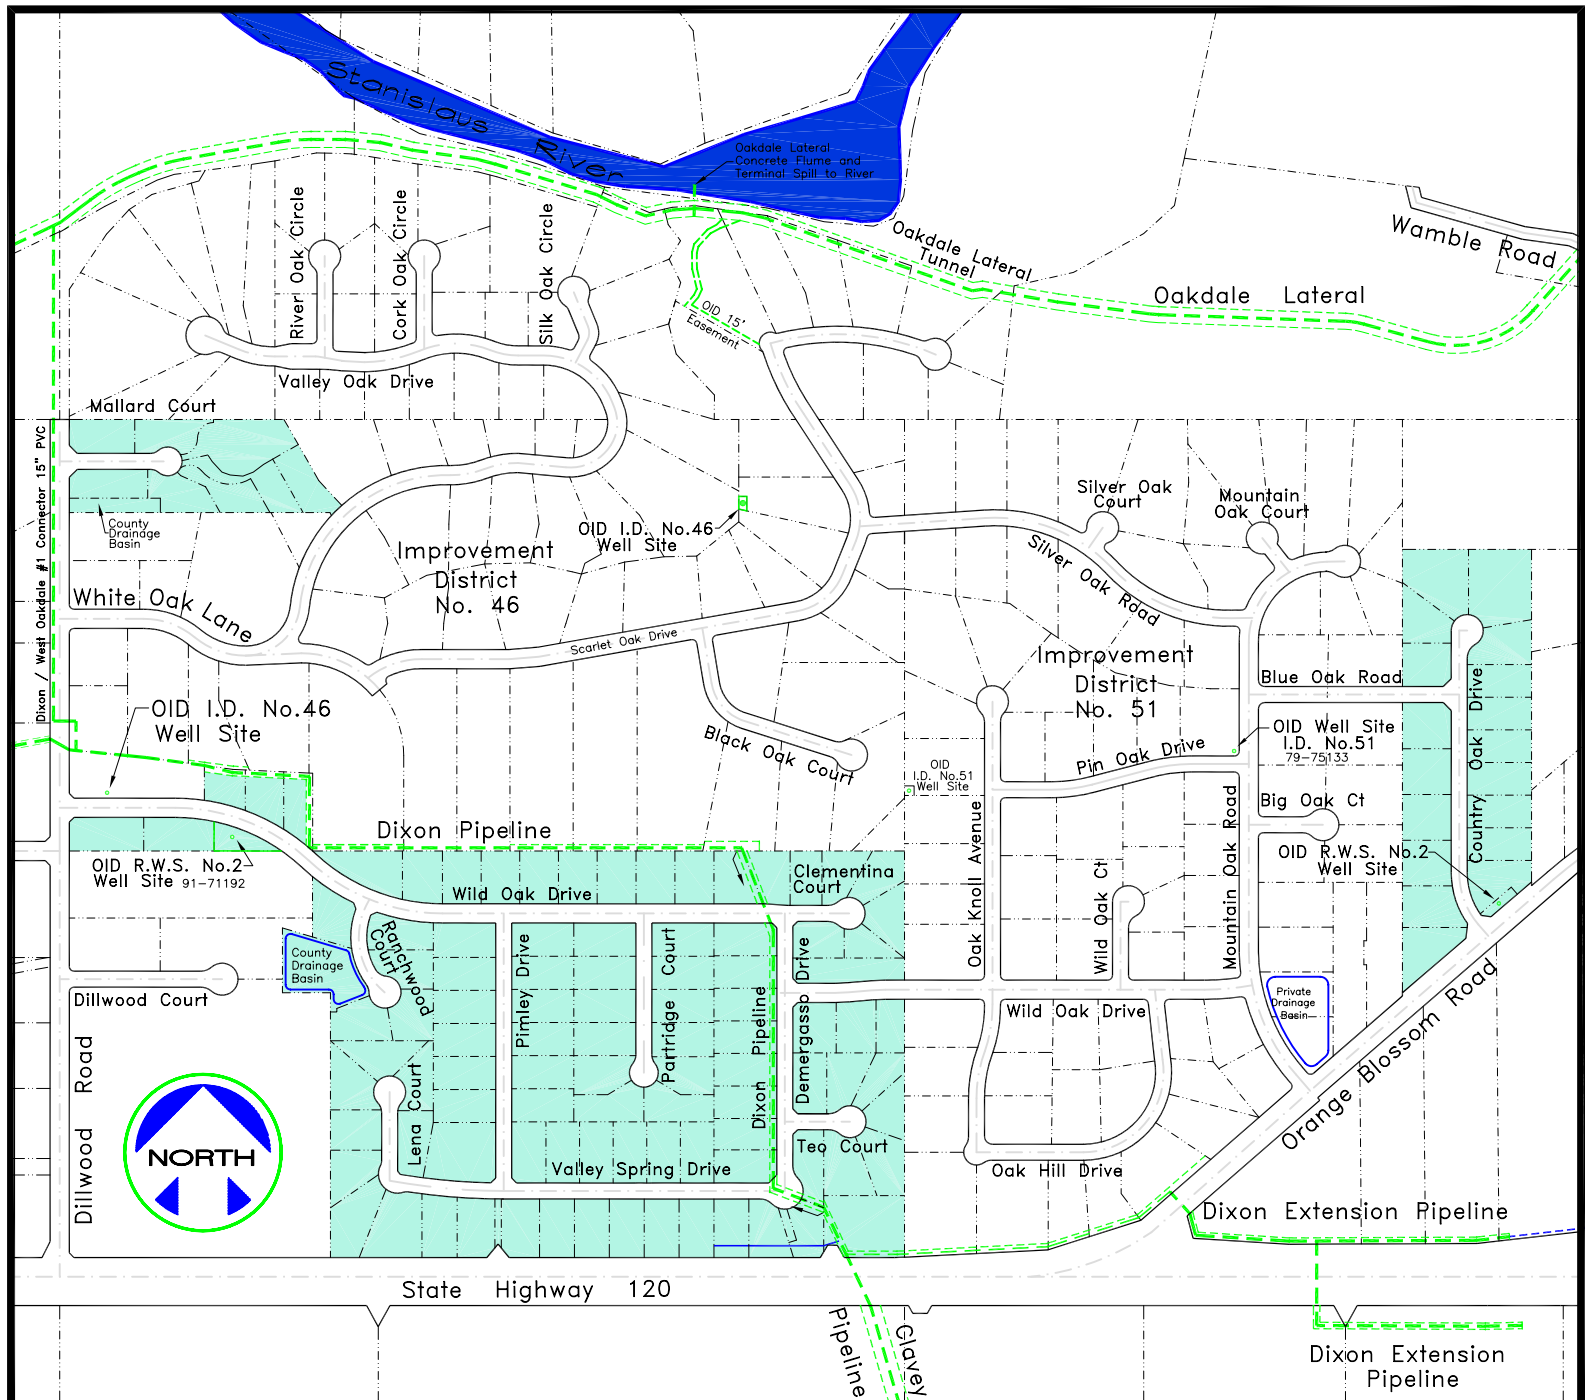 Stanislaus River
Oakdale Lateral
Concrete Flume and
Terminal Spill to River
Oakdale Lateral
Tunnel
Wamble Road
Oakdale Lateral
River Oak Circle
Cork Oak Circle
Silk Oak Circle
OID 15'
Easement
Valley Oak Drive
Mallard Court
Dixon / West Oakdale #1 Connector 15" PVC
County
Drainage
Basin
OID I.D. No.46
Well Site
Improvement
District
No. 46
Silver Oak
Court
Mountain
Oak Court
Silver Oak Road
White Oak Lane
Scarlet Oak Drive
Improvement
District
No. 51
Blue Oak Road
Country Oak Drive
OID I.D. No.46
Well Site
Black Oak Court
OID
I.D. No.51
Well Site
Pin Oak Drive
OID Well Site
I.D. No.51
79-75133
Big Oak Ct
Dixon Pipeline
OID R.W.S. No.2
Well Site 91-71192
OID R.W.S. No.2
Well Site
Wild Oak Drive
Clementina
Court
Oak Knoll Avenue
Wild Oak Ct
Mountain Oak Road
Ranchwood
Court
County
Drainage
Basin
Dillwood Court
Pimley Drive
Partridge Court
Dixon Pipeline
Demergasso Drive
Wild Oak Drive
Private
Drainage
Basin
Orange Blossom Road
Dillwood Road
NORTH
Lena Court
Valley Spring Drive
Teo Court
Oak Hill Drive
Dixon Extension Pipeline
State Highway 120
Clavey
Pipeline
Dixon Extension
Pipeline